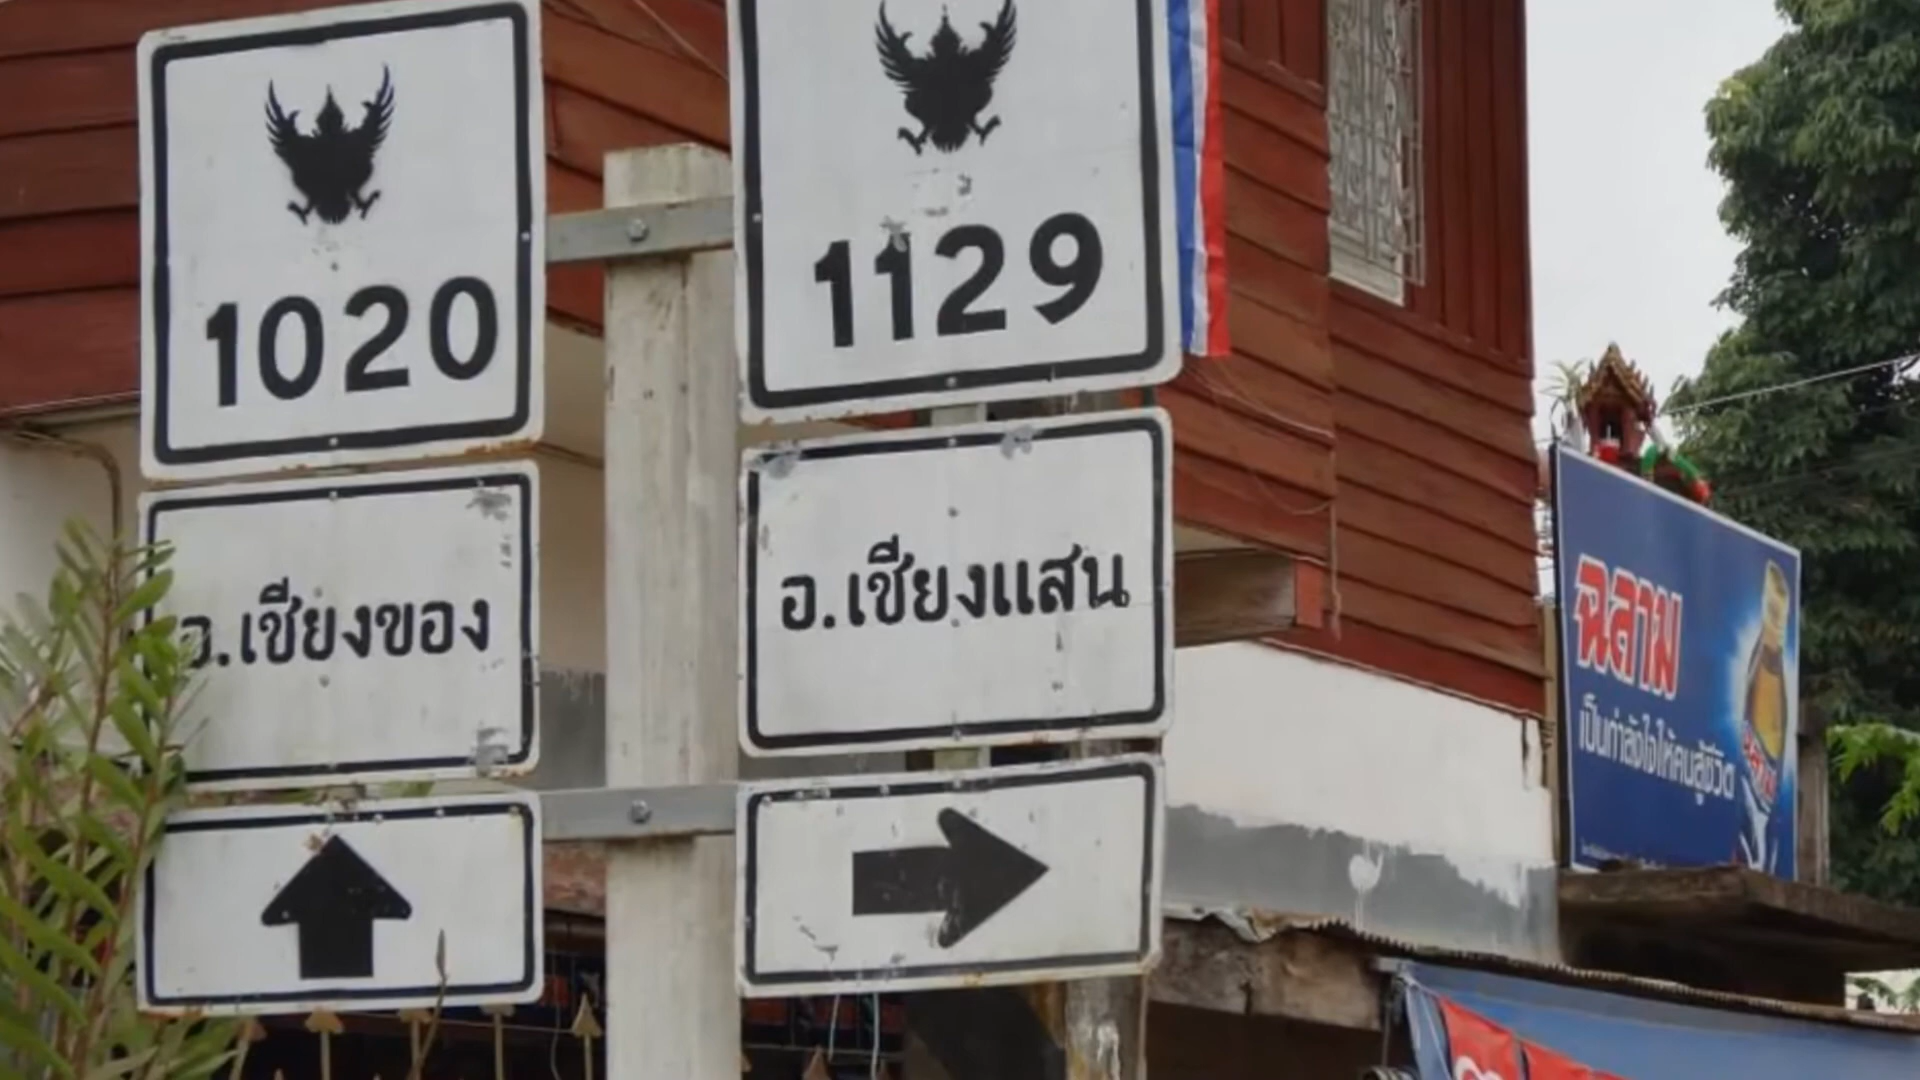 1020
อ.เชียงของ
1129
อ.เชียงแสน
ฉลาม
เป็นกำลังใจให้คนสู้ชีวิต